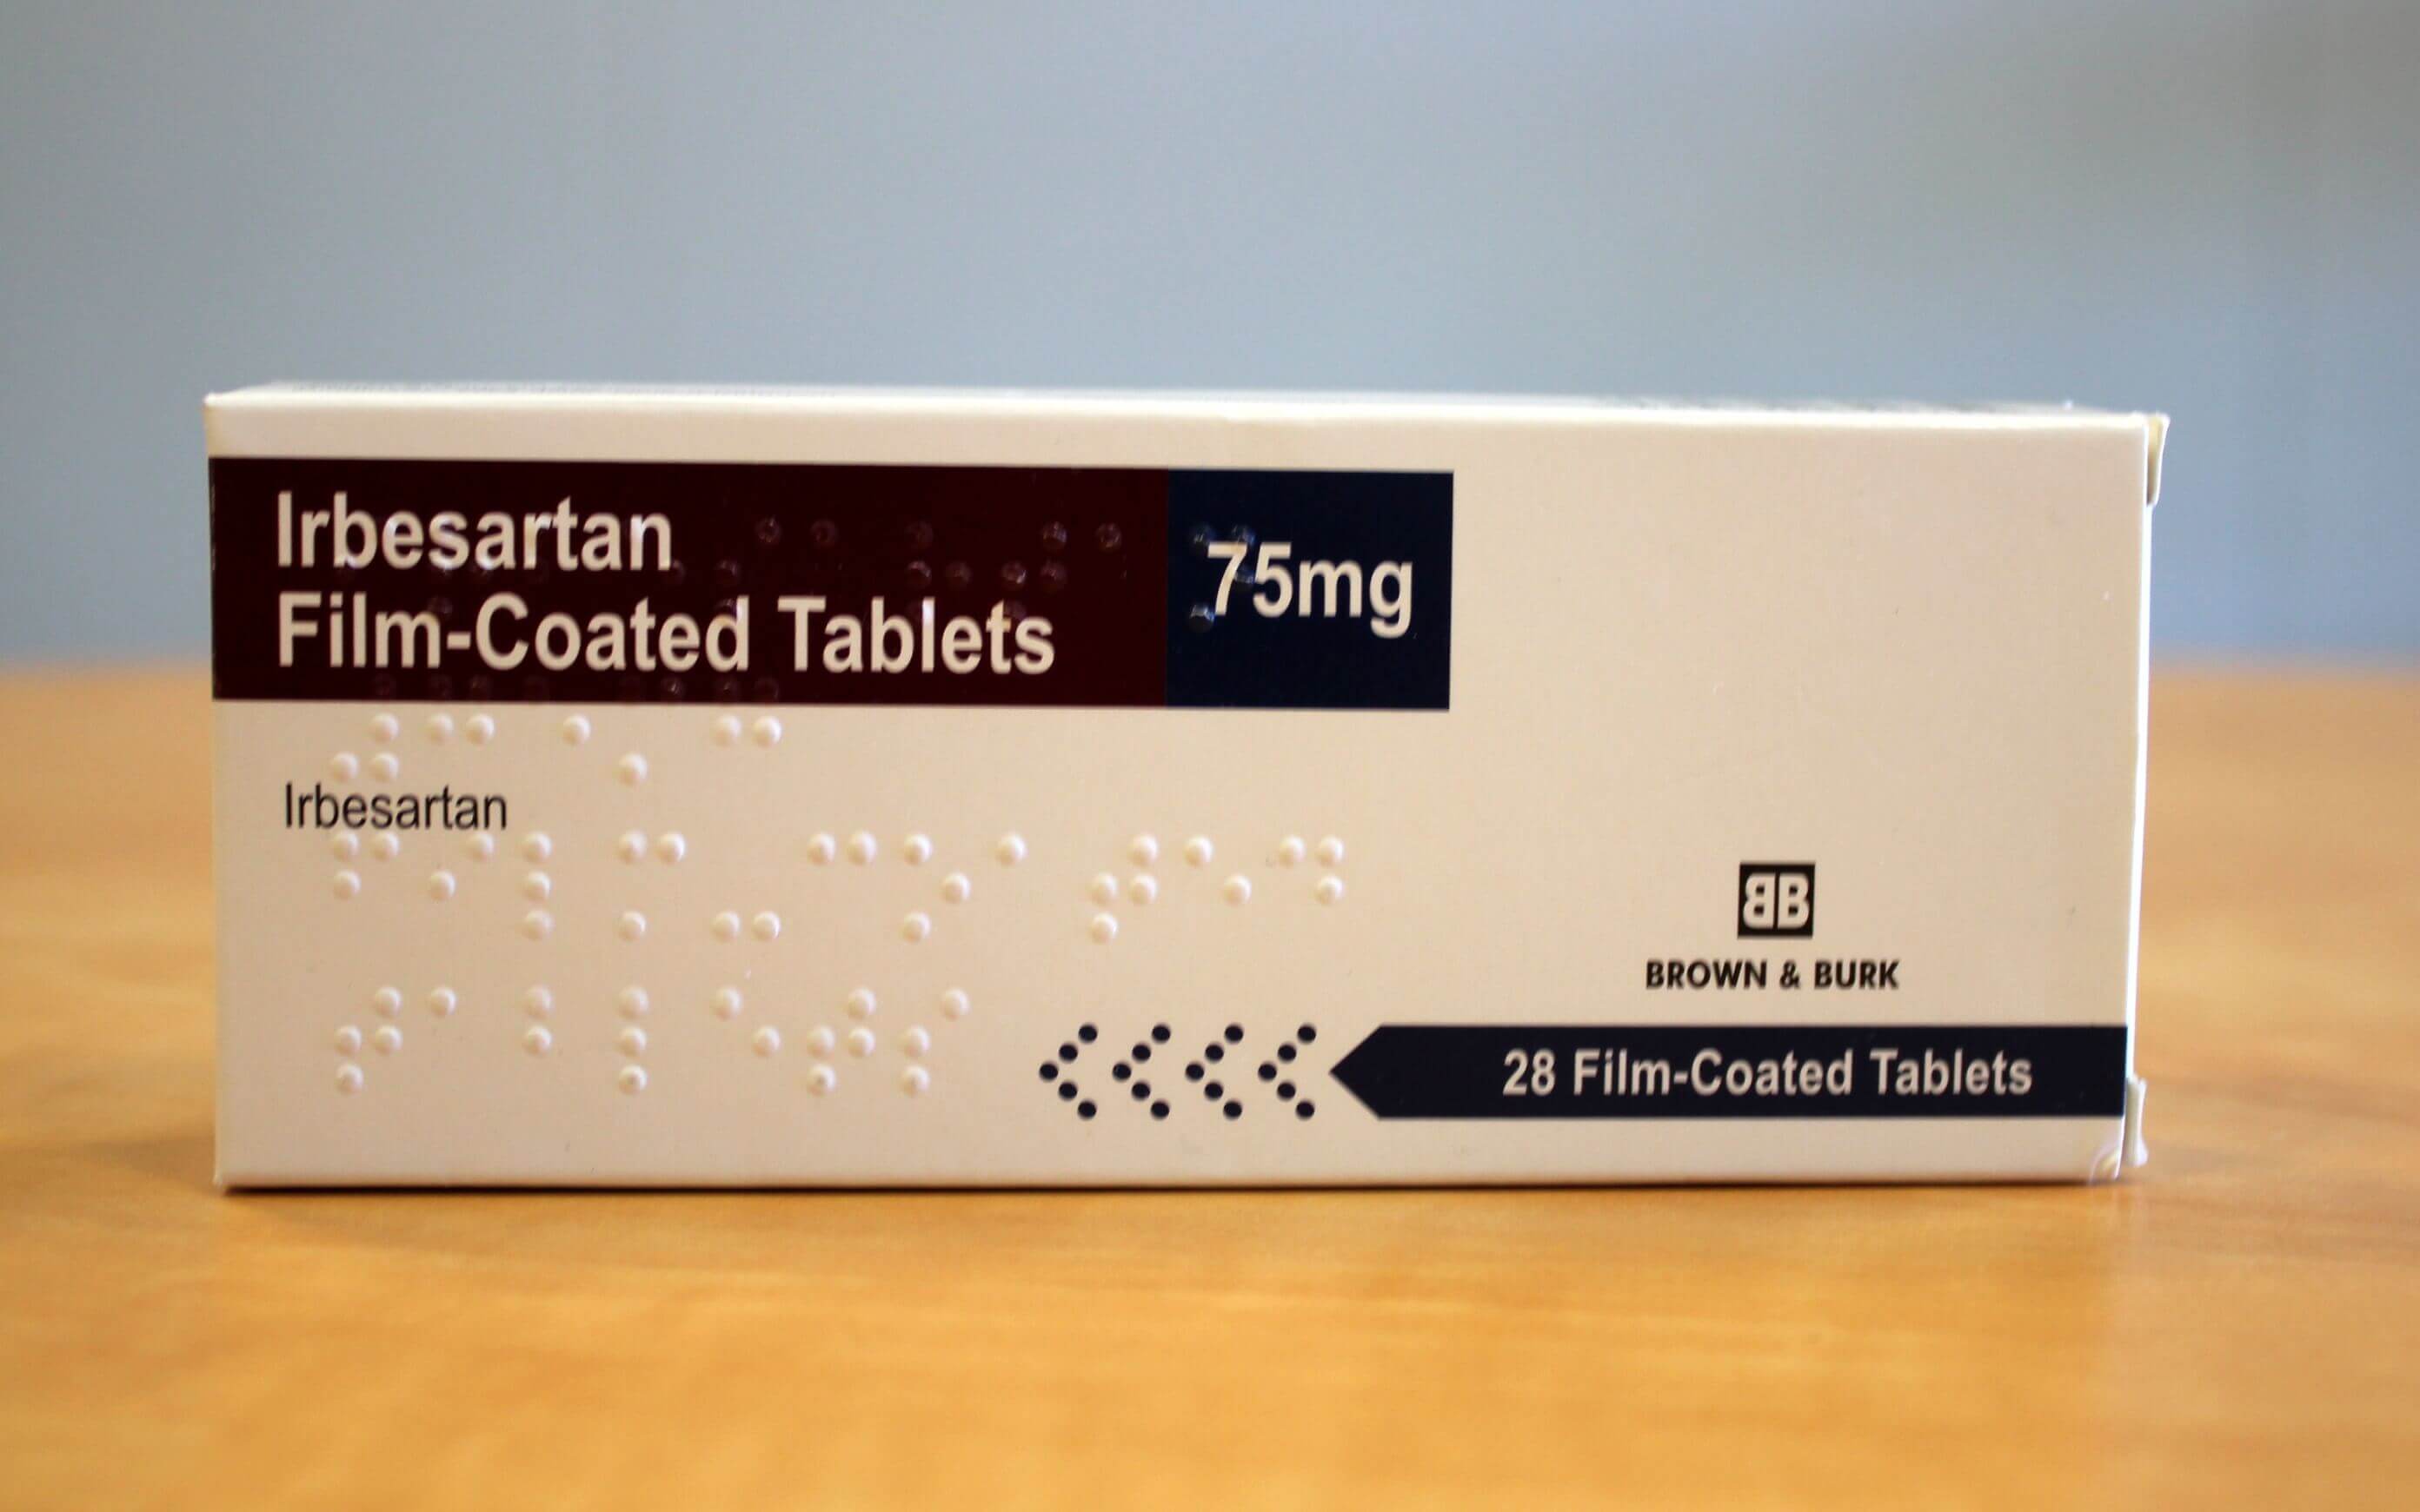 Irbesartan
Film-Coated Tablets
75mg
Irbesartan
BB
BROWN & BURK
28 Film-Coated Tablets